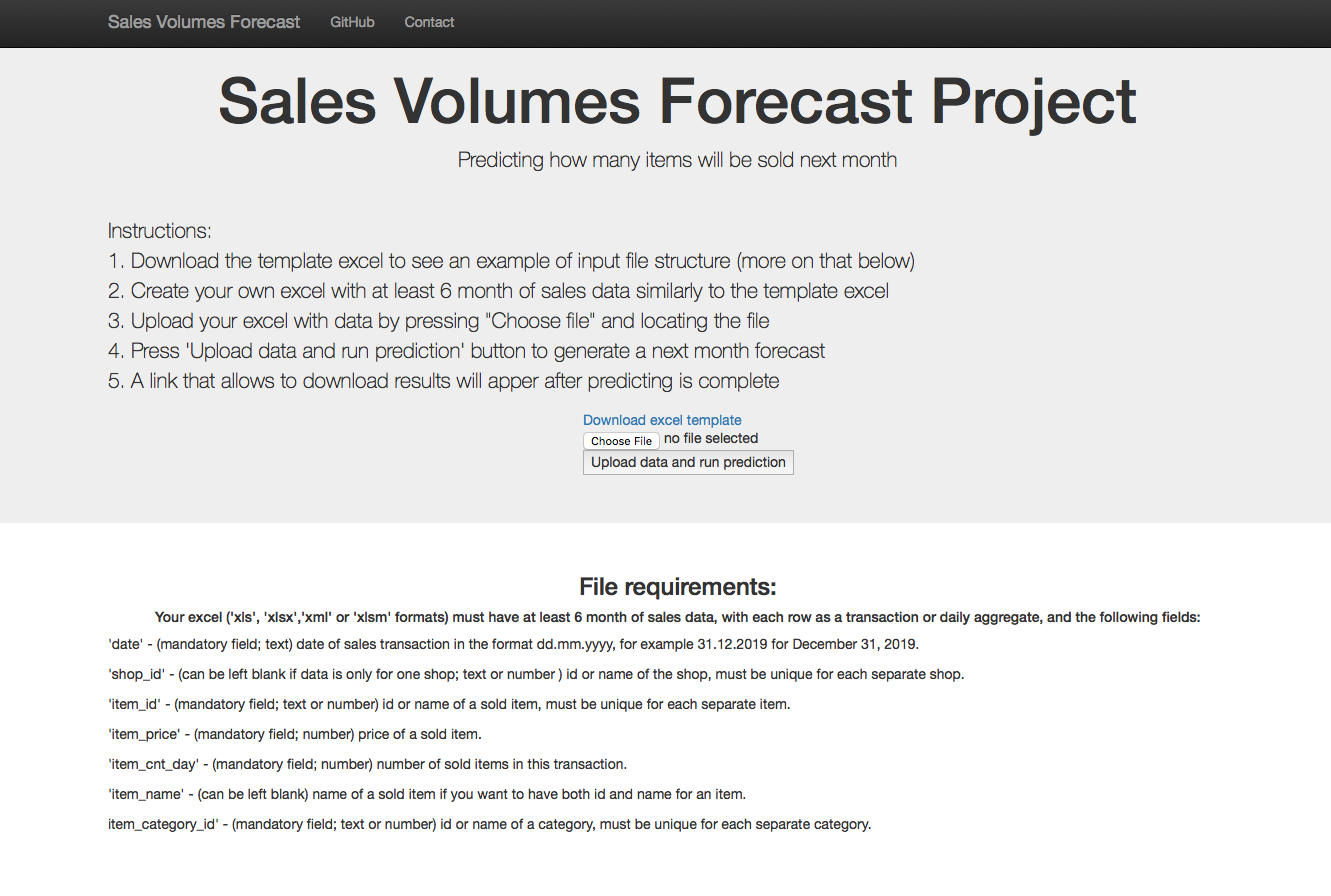 Sales Volumes Forecast GitHub Contact
Sales Volumes Forecast Project
Predicting how many items will be sold next month
Instructions:
1. Download the template excel to see an example of input file structure (more on that below)
2. Create your own excel with at least 6 month of sales data similarly to the template excel
3. Upload your excel with data by pressing "Choose file" and locating the file
4. Press 'Upload data and run prediction' button to generate a next month forecast
5. A link that allows to download results will apper after predicting is complete
Download excel template
Choose File no file selected
Upload data and run prediction
File requirements:
Your excel ('xls', 'xlsx','xml' or 'xlsm' formats) must have at least 6 month of sales data, with each row as a transaction or daily aggregate, and the following fields:
'date' - (mandatory field; text) date of sales transaction in the format dd.mm.yyyy, for example 31.12.2019 for December 31, 2019.
'shop_id' - (can be left blank if data is only for one shop; text or number ) id or name of the shop, must be unique for each separate shop.
'item_id' - (mandatory field; text or number) id or name of a sold item, must be unique for each separate item.
'item_price' - (mandatory field; number) price of a sold item.
'item_cnt_day' - (mandatory field; number) number of sold items in this transaction.
'item_name' - (can be left blank) name of a sold item if you want to have both id and name for an item.
item_category_id' - (mandatory field; text or number) id or name of a category, must be unique for each separate category.